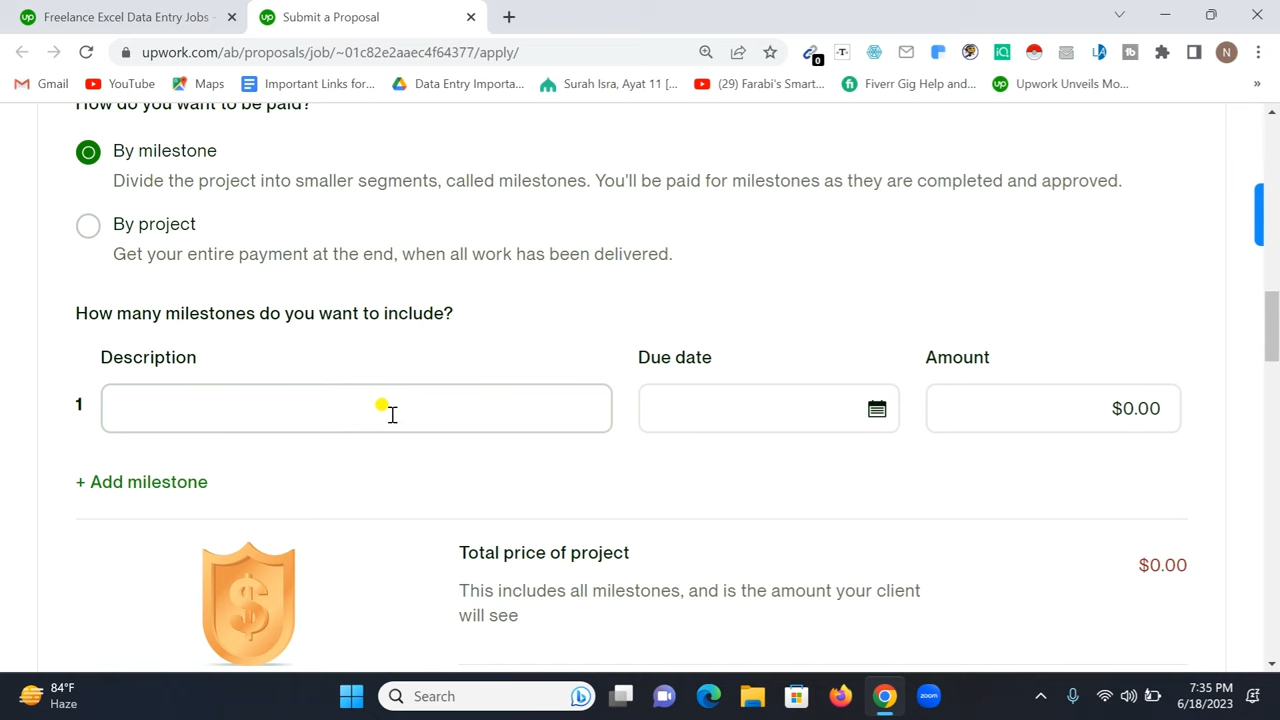 Freelance Excel Data Entry Jobs -
Submit a Proposal
upwork.com/ab/proposals/job/~01c82e2aaec4f64377/apply/
Gmail
YouTube
Maps
Important Links for...
Data Entry Importa...
Surah Isra, Ayat 11 [...
(29) Farabi's Smart...
Fiverr Gig Help and...
Upwork Unveils Mo...
»
How do you want to be paid?
By milestone
Divide the project into smaller segments, called milestones. You'll be paid for milestones as they are completed and approved.
By project
Get your entire payment at the end, when all work has been delivered.
How many milestones do you want to include?
Description
Due date
Amount
1
$0.00
+ Add milestone
Total price of project
$0.00
This includes all milestones, and is the amount your client
will see
84°F
Haze
Search
zoom
7:35 PM
6/18/2023